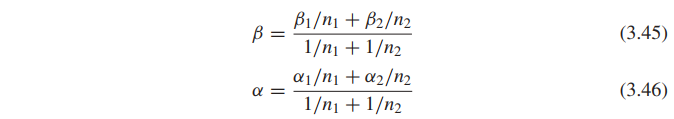 β = (β₁/n₁ + β₂/n₂) / (1/n₁ + 1/n₂) (3.45)
α = (α₁/n₁ + α₂/n₂) / (1/n₁ + 1/n₂) (3.46)